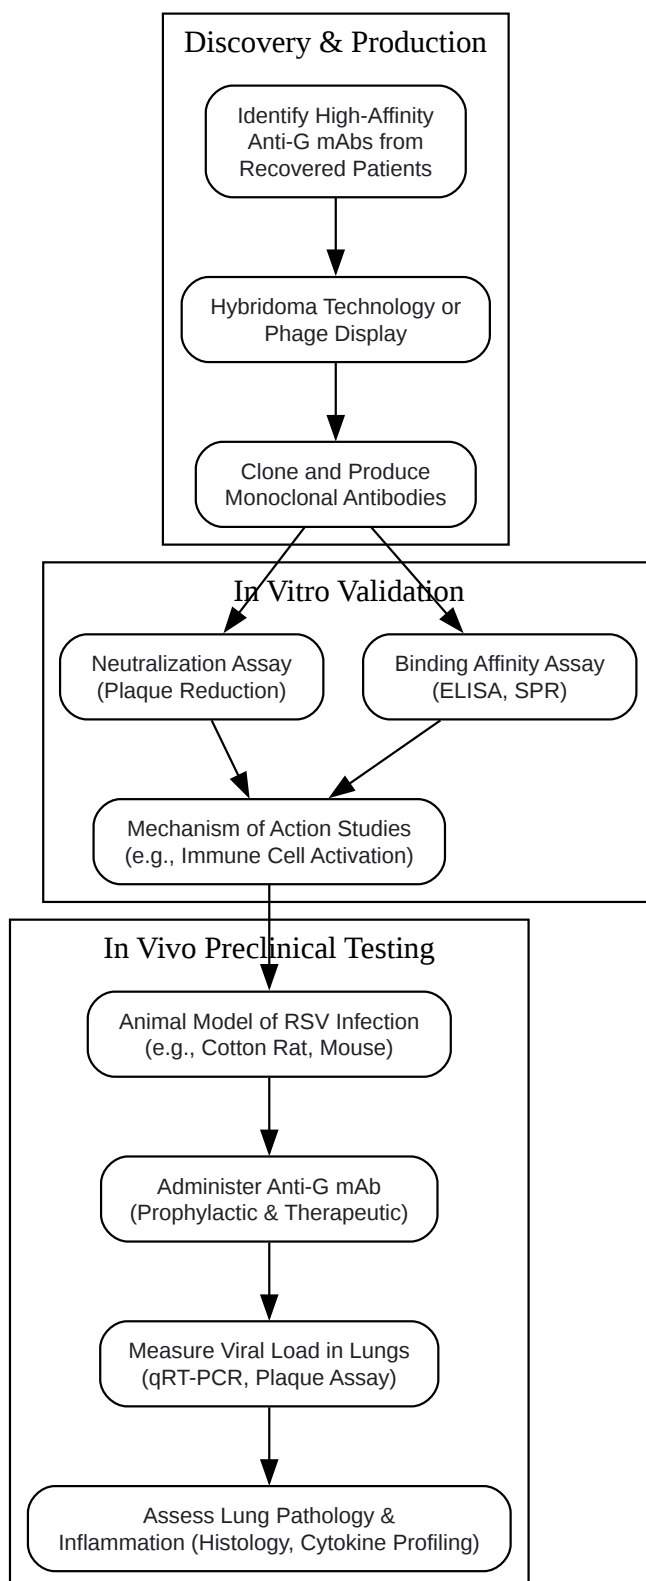 Discovery & Production
Identify High-Affinity
Anti-G mAbs from
Recovered Patients
Hybridoma Technology or
Phage Display
Clone and Produce
Monoclonal Antibodies
In Vitro Validation
Neutralization Assay
(Plaque Reduction)
Binding Affinity Assay
(ELISA, SPR)
Mechanism of Action Studies
(e.g., Immune Cell Activation)
In Vivo Preclinical Testing
Animal Model of RSV Infection
(e.g., Cotton Rat, Mouse)
Administer Anti-G mAb
(Prophylactic & Therapeutic)
Measure Viral Load in Lungs
(qRT-PCR, Plaque Assay)
Assess Lung Pathology &
Inflammation (Histology, Cytokine Profiling)